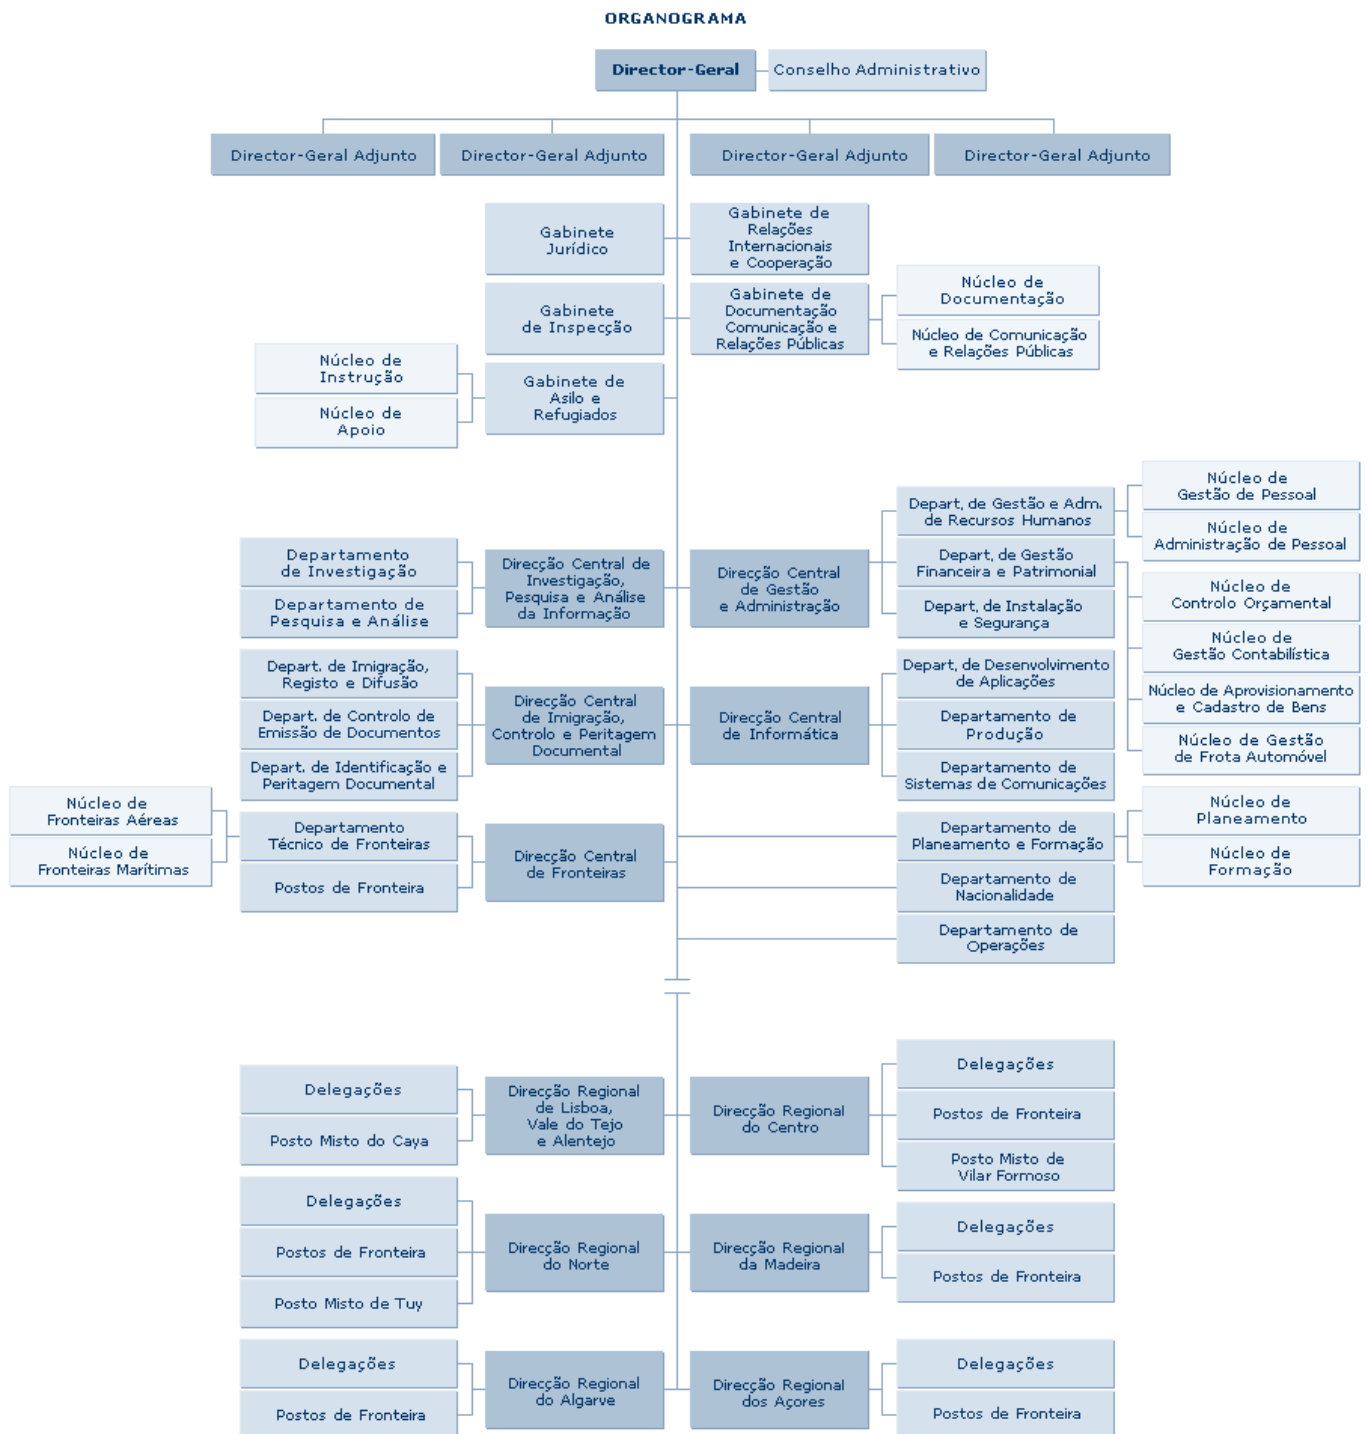 ORGANOGRAMA
Director-Geral
Conselho Administrativo
Director-Geral Adjunto
Director-Geral Adjunto
Director-Geral Adjunto
Director-Geral Adjunto
Gabinete
Jurídico
Gabinete de
Relações
Internacionais
e Cooperação
Gabinete
de Inspecção
Gabinete de
Documentação
Comunicação e
Relações Públicas
Núcleo de
Documentação
Núcleo de Comunicação
e Relações Públicas
Núcleo de
Instrução
Núcleo de
Apoio
Gabinete de
Asilo e
Refugiados
Departamento
de Investigação
Departamento de
Pesquisa e Análise
Direcção Central de
Investigação,
Pesquisa e Análise
da Informação
Direcção Central
de Gestão
e Administração
Depart. de Gestão e Adm.
de Recursos Humanos
Depart. de Gestão
Financeira e Patrimonial
Depart. de Instalação
e Segurança
Núcleo de
Gestão de Pessoal
Núcleo de
Administração de Pessoal
Núcleo de
Controlo Orçamental
Núcleo de
Gestão Contabilística
Núcleo de Aprovisionamento
e Cadastro de Bens
Núcleo de Gestão
de Frota Automóvel
Depart. de Imigração,
Registo e Difusão
Depart. de Controlo de
Emissão de Documentos
Depart. de Identificação e
Peritagem Documental
Direcção Central
de Imigração,
Controlo e Peritagem
Documental
Direcção Central
de Informática
Depart. de Desenvolvimento
de Aplicações
Departamento de
Produção
Departamento de
Sistemas de Comunicações
Núcleo de
Fronteiras Aéreas
Núcleo de
Fronteiras Marítimas
Departamento
Técnico de Fronteiras
Postos de Fronteira
Direcção Central
de Fronteiras
Departamento de
Planeamento e Formação
Departamento de
Nacionalidade
Departamento de
Operações
Núcleo de
Planeamento
Núcleo de
Formação
Delegações
Posto Misto do Caya
Direcção Regional
de Lisboa,
Vale do Tejo
e Alentejo
Direcção Regional
do Centro
Delegações
Postos de Fronteira
Posto Misto de
Vilar Formoso
Delegações
Postos de Fronteira
Posto Misto de Tuy
Direcção Regional
do Norte
Direcção Regional
da Madeira
Delegações
Postos de Fronteira
Delegações
Postos de Fronteira
Direcção Regional
do Algarve
Direcção Regional
dos Açores
Delegações
Postos de Fronteira